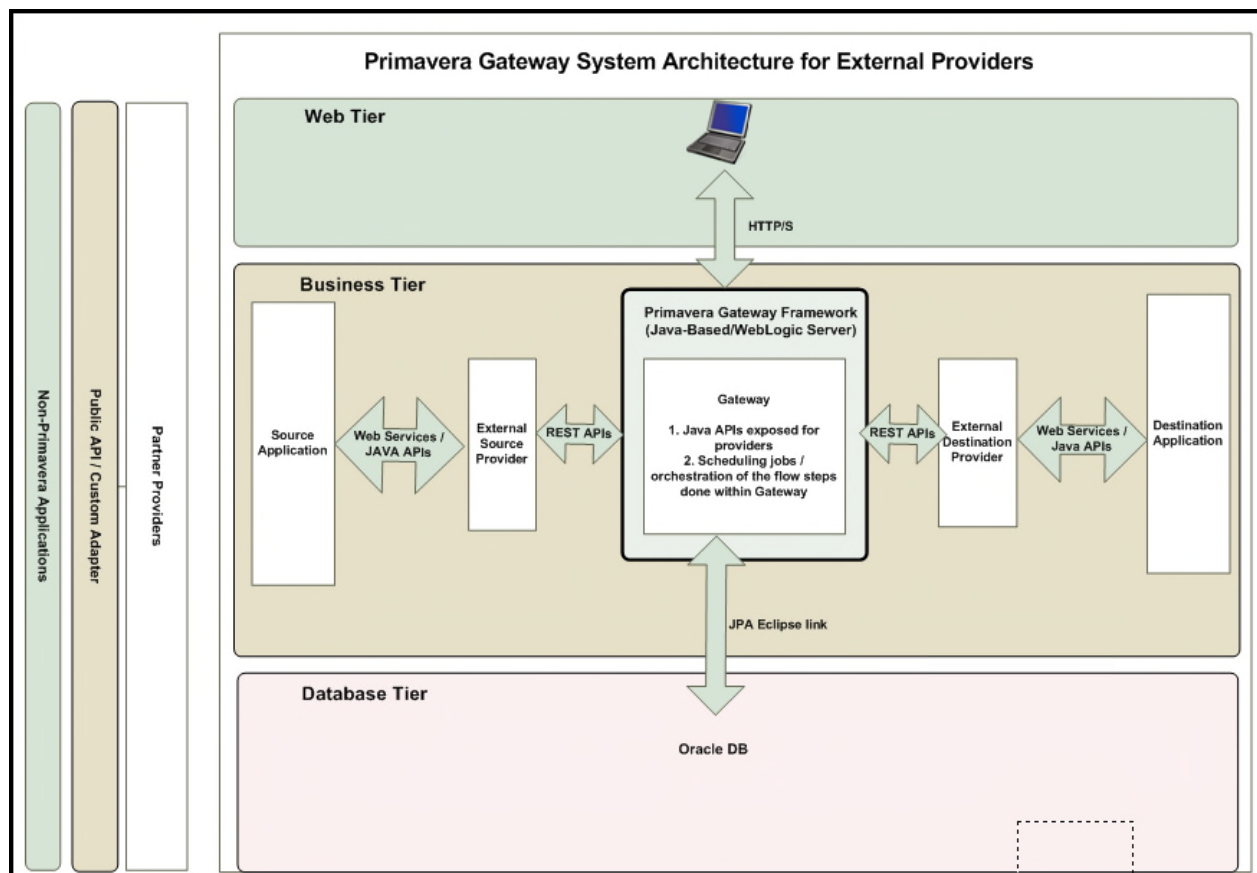 Primavera Gateway System Architecture for External Providers
Web Tier
HTTP/S
Business Tier
Primavera Gateway Framework
(Java-Based/WebLogic Server)
Source
Application
Web Services /
JAVA APIs
External
Source
Provider
REST APIs
Gateway
1. Java APIs exposed for
providers
2. Scheduling jobs /
orchestration of the flow steps
done within Gateway
REST APIs
External
Destination
Provider
Web Services /
Java APIs
Destination
Application
JPA Eclipse link
Database Tier
Oracle DB
Non-Primavera Applications
Public API / Custom Adapter
Partner Providers